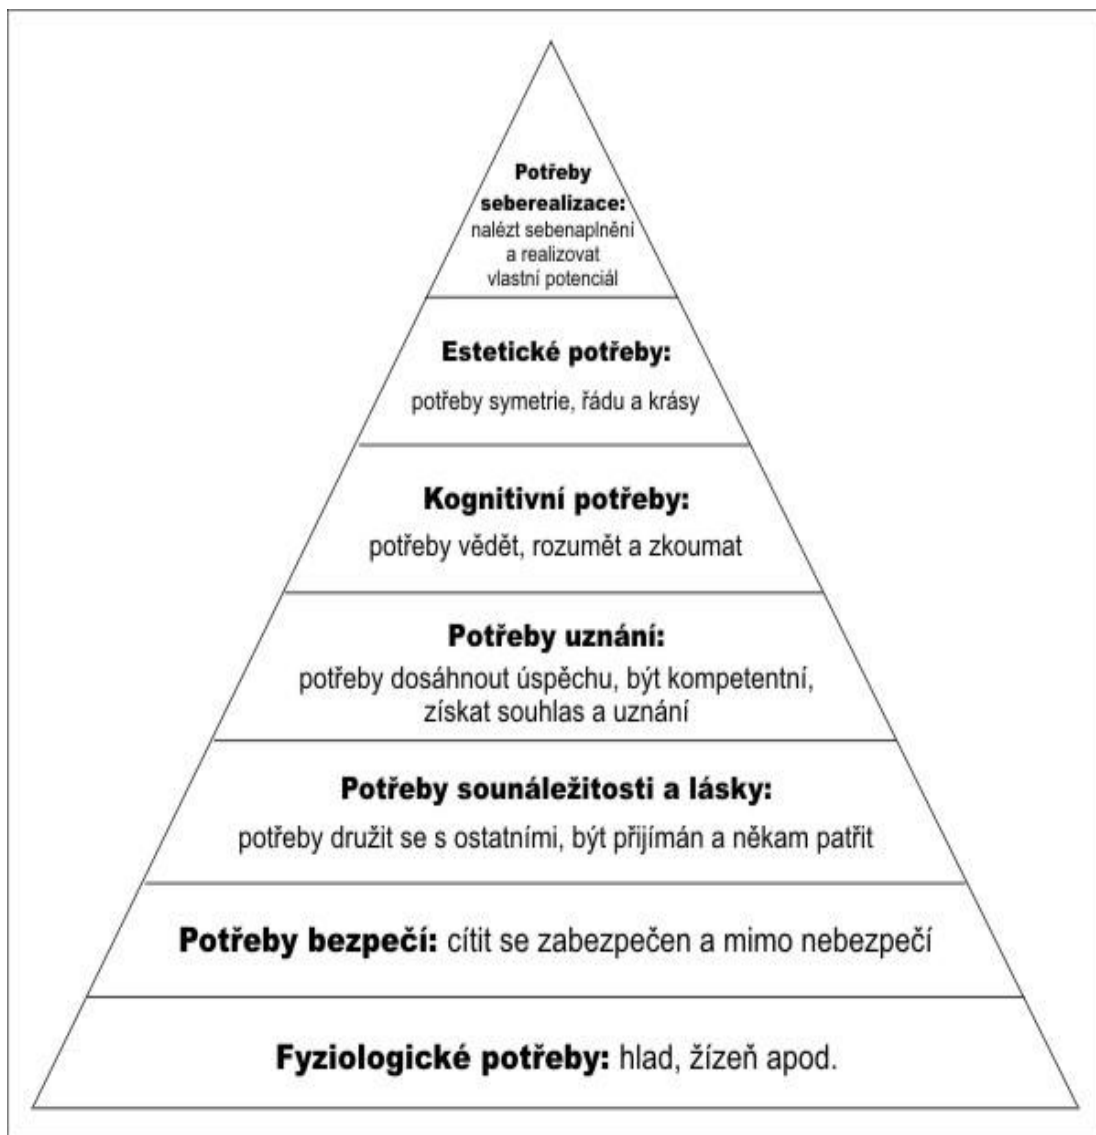 Potřeby
seberealizace:
nalézt sebenaplnění
a realizovat
vlastní potenciál
Estetické potřeby:
potřeby symetrie, řádu a krásy
Kognitivní potřeby:
potřeby vědět, rozumět a zkoumat
Potřeby uznání:
potřeby dosáhnout úspěchu, být kompetentní,
získat souhlas a uznání
Potřeby sounáležitosti a lásky:
potřeby družit se s ostatními, být přijímán a někam patřit
Potřeby bezpečí: cítit se zabezpečen a mimo nebezpečí
Fyziologické potřeby: hlad, žízeň apod.